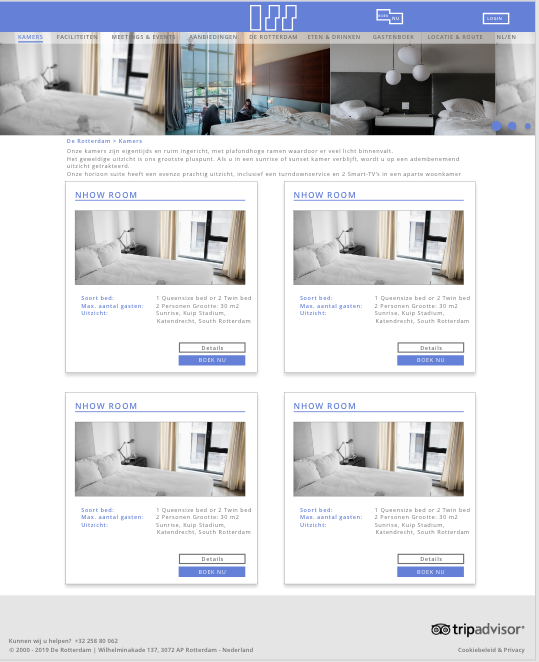 BOEK NU
LOGIN
KAMERS FACILITEITEN MEETINGS & EVENTS AANBIEDINGEN DE ROTTERDAM ETEN & DRINKEN GASTENBOEK LOCATIE & ROUTE NL/EN
De Rotterdam > Kamers
Onze kamers zijn eigentijds en ruim ingericht, met plafondhoge ramen waardoor er veel licht binnenvalt.
Het geweldige uitzicht is ons grootste pluspunt. Als u in een sunrise of sunset kamer verblijft, wordt u op een adembenemend
uitzicht getrakteerd.
Onze horizon suite heeft een evenzo prachtig uitzicht, inclusief een turndownservice en 2 Smart-TV's in een aparte woonkamer
NHOW ROOM
Soort bed: 1 Queensize bed or 2 Twin bed
Max. aantal gasten: 2 Personen Grootte: 30 m2
Uitzicht: Sunrise, Kuip Stadium,
Katendrecht, South Rotterdam
Details
BOEK NU
NHOW ROOM
Soort bed: 1 Queensize bed or 2 Twin bed
Max. aantal gasten: 2 Personen Grootte: 30 m2
Uitzicht: Sunrise, Kuip Stadium,
Katendrecht, South Rotterdam
Details
BOEK NU
NHOW ROOM
Soort bed: 1 Queensize bed or 2 Twin bed
Max. aantal gasten: 2 Personen Grootte: 30 m2
Uitzicht: Sunrise, Kuip Stadium,
Katendrecht, South Rotterdam
Details
BOEK NU
NHOW ROOM
Soort bed: 1 Queensize bed or 2 Twin bed
Max. aantal gasten: 2 Personen Grootte: 30 m2
Uitzicht: Sunrise, Kuip Stadium,
Katendrecht, South Rotterdam
Details
BOEK NU
tripadvisor
Kunnen wij u helpen? +32 258 80 062
© 2000 - 2019 De Rotterdam | Wilhelminakade 137, 3072 AP Rotterdam - Nederland
Cookiebeleid & Privacy